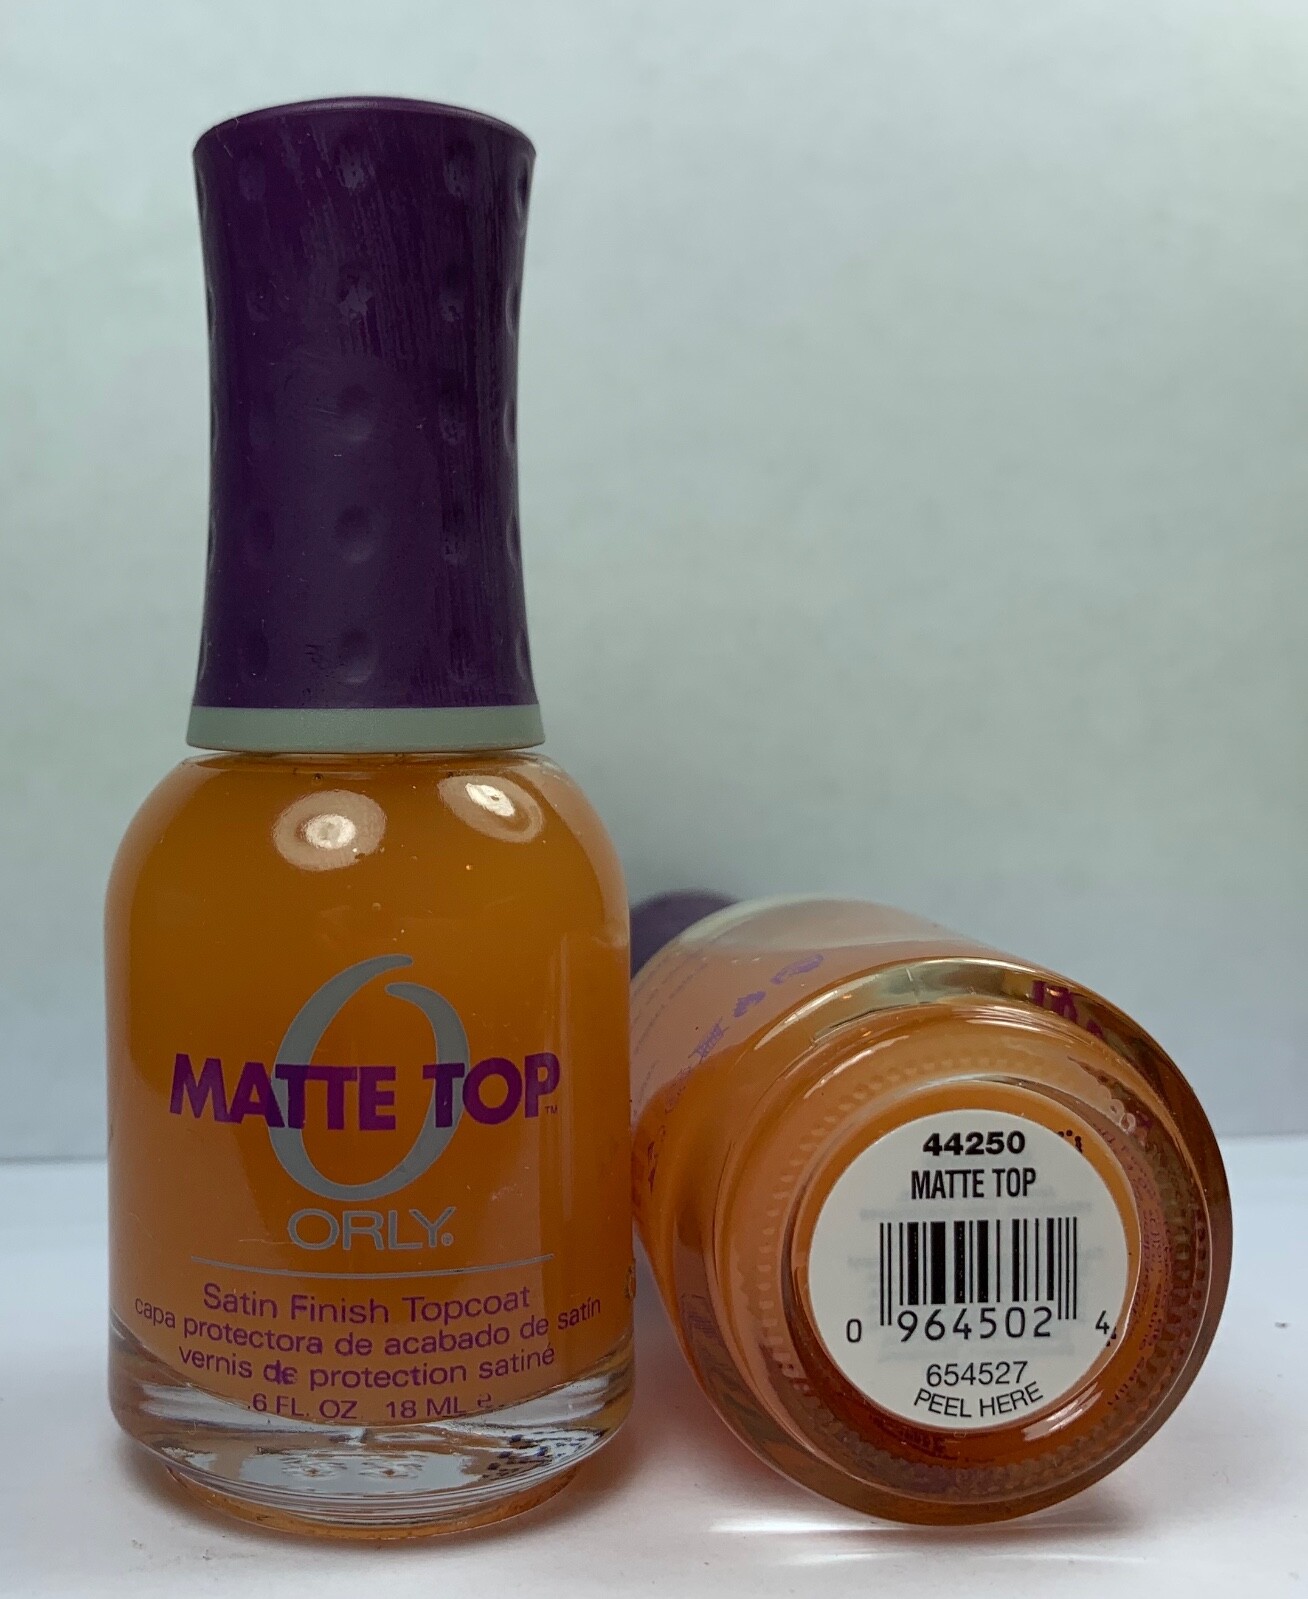 MATTE TOP™
ORLY®
Satin Finish Topcoat
capa protectora de acabado de satín
vernis de protection satiné
.6 FL. OZ 18 ML e
44250
MATTE TOP
0 964502 4
654527
PEEL HERE